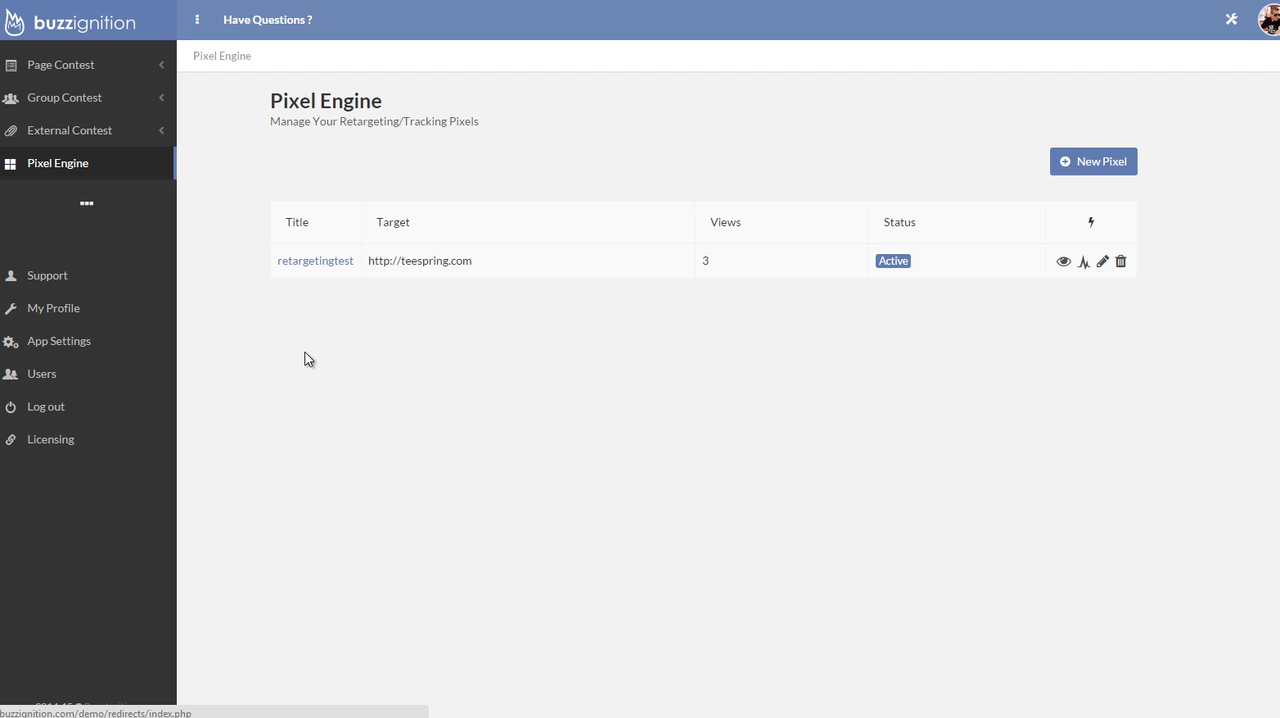 buzzignition
Have Questions ?
Page Contest
Group Contest
External Contest
Pixel Engine
Support
My Profile
App Settings
Users
Log out
Licensing
Pixel Engine
Pixel Engine
Manage Your Retargeting/Tracking Pixels
New Pixel
Title Target Views Status
retargetingtest http://teespring.com 3 Active
buzzignition.com/demo/redirects/index.php